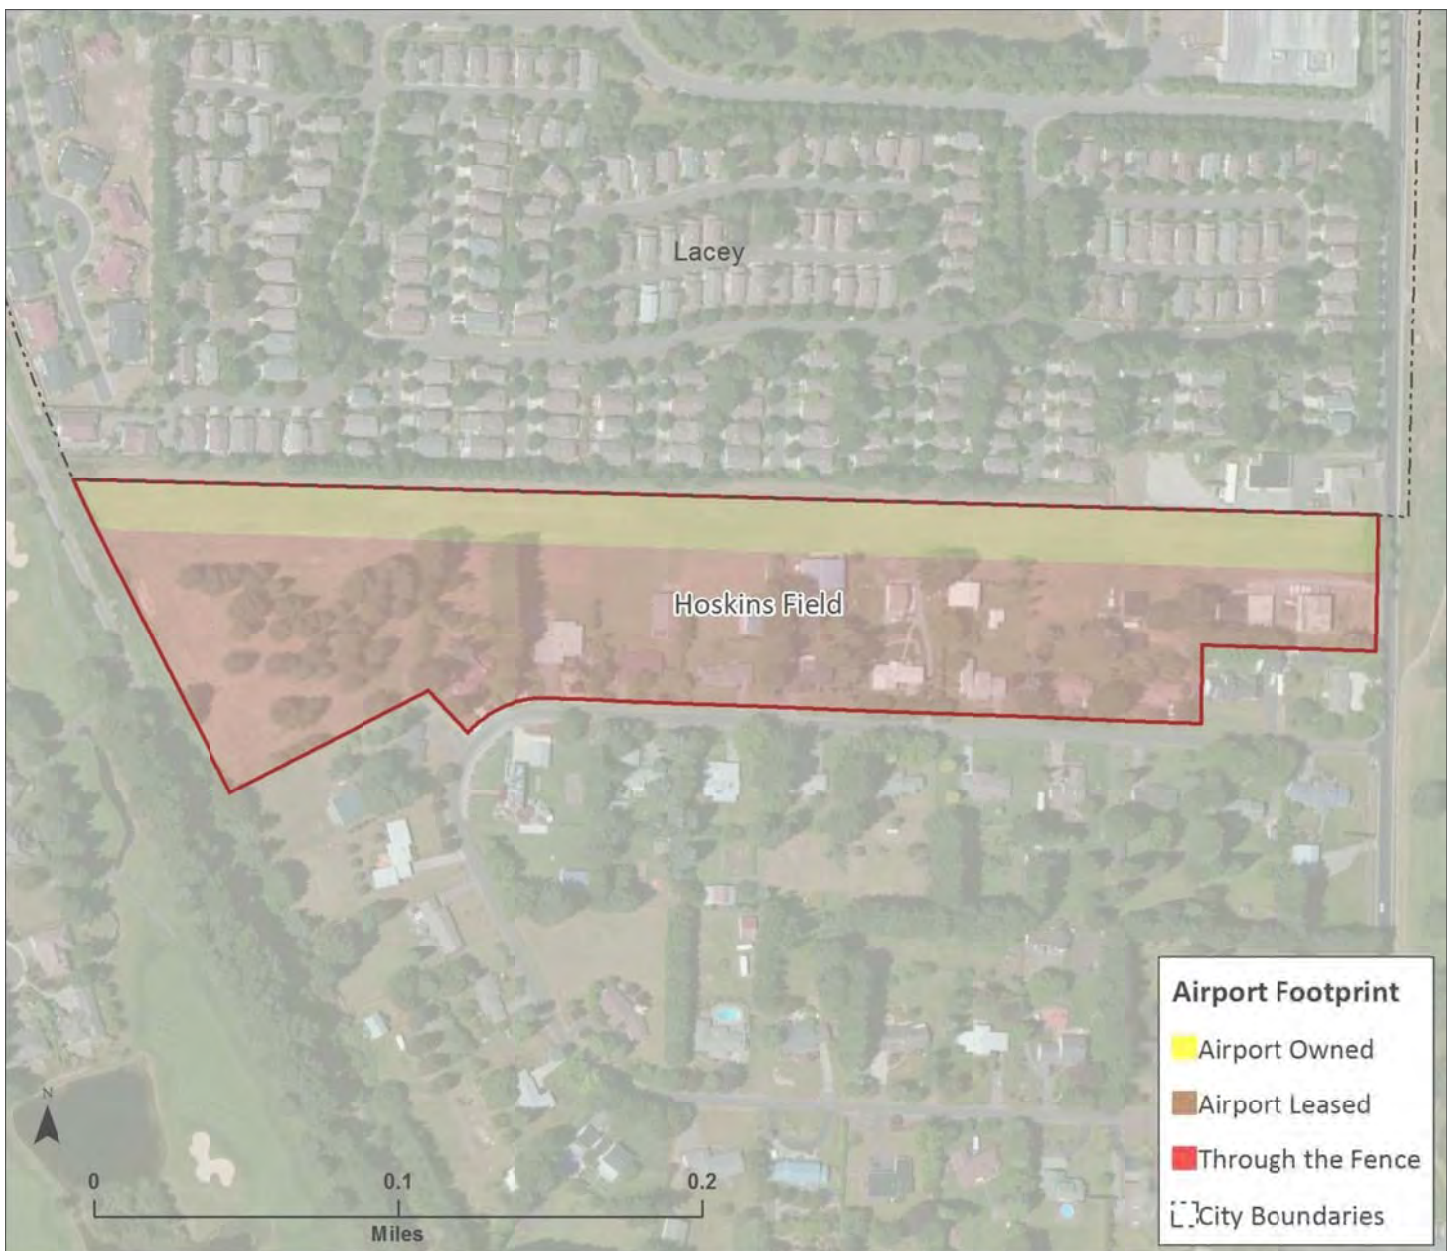 Lacey
Hoskins Field
Airport Footprint
Airport Owned
Airport Leased
Through the Fence
City Boundaries
N
0 0.1 0.2
Miles